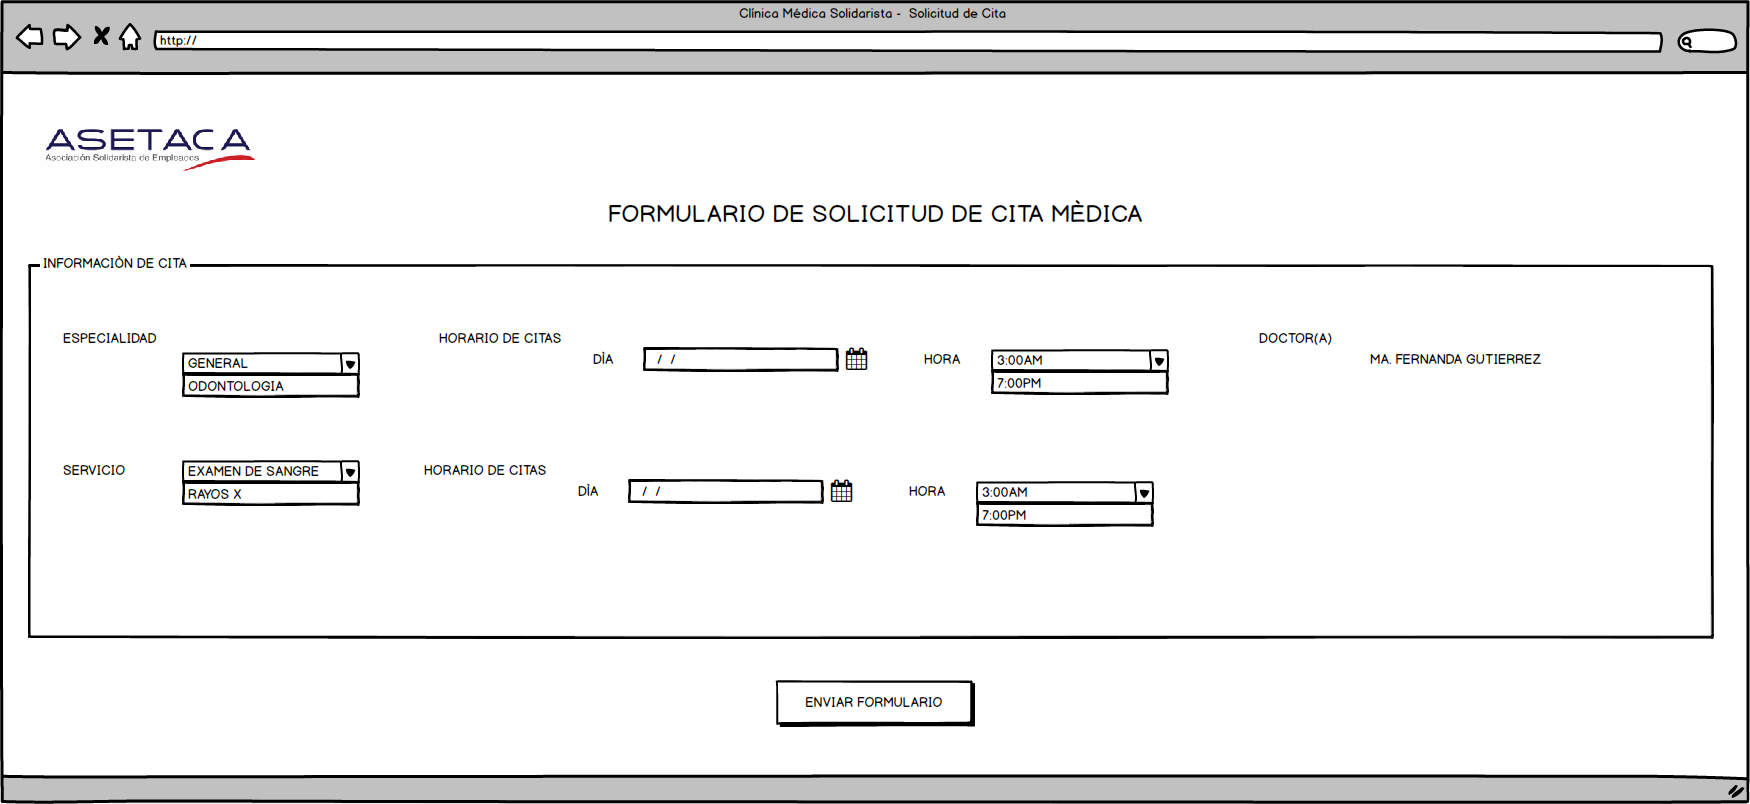 Clínica Médica Solidarista - Solicitud de Cita
http://
ASETACA
Asociación Solidarista de Empleados
FORMULARIO DE SOLICITUD DE CITA MÈDICA
INFORMACIÒN DE CITA
ESPECIALIDAD
GENERAL
ODONTOLOGIA
HORARIO DE CITAS
DÌA
/ /
HORA
3:00AM
7:00PM
DOCTOR(A)
MA. FERNANDA GUTIERREZ
SERVICIO
EXAMEN DE SANGRE
RAYOS X
HORARIO DE CITAS
DÌA
/ /
HORA
3:00AM
7:00PM
ENVIAR FORMULARIO